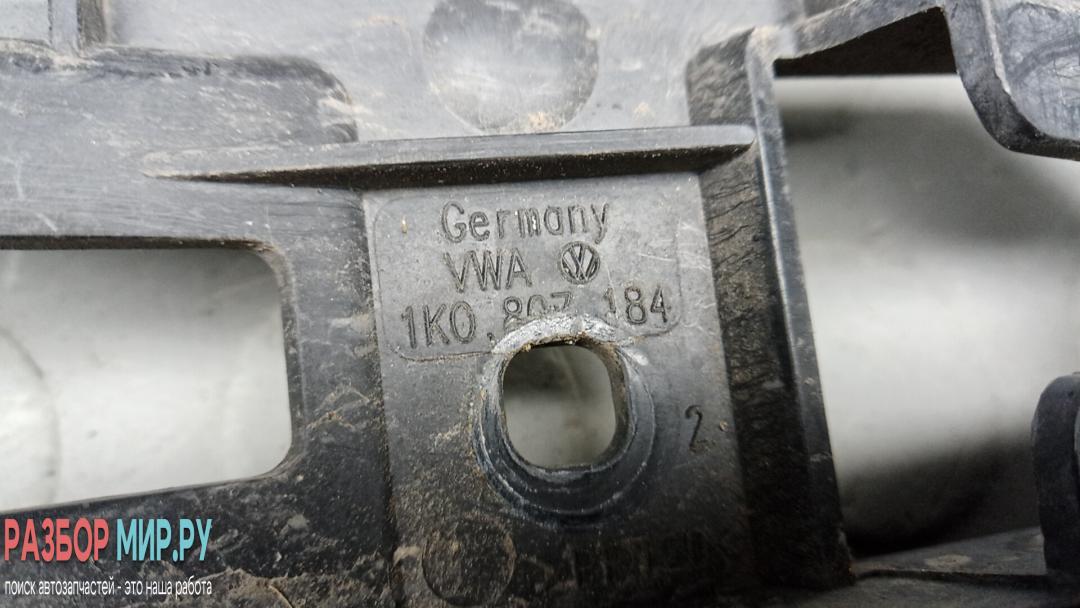 Germany
VWA
1K0.807.184
2
РАЗБОР МИР.РУ
поиск автозапчастей - это наша работа